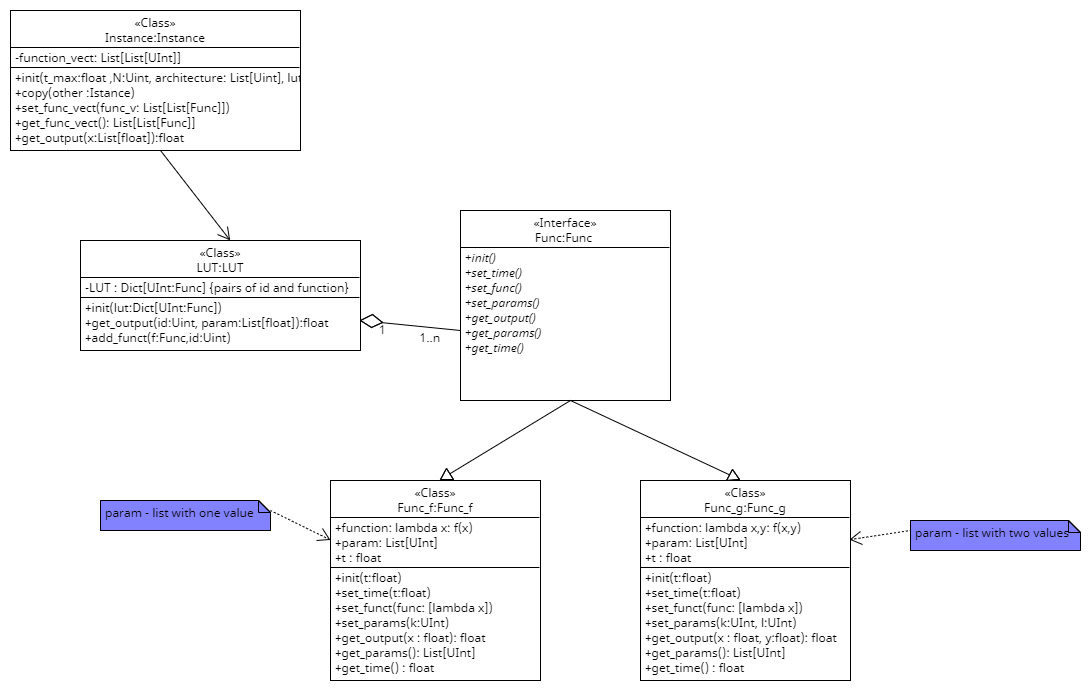 «Class»
Instance:Instance
-function_vect: List[List[UInt]]
+init(t_max:float ,N:Uint, architecture: List[Uint], lut
+copy(other :Istance)
+set_func_vect(func_v: List[List[Func]])
+get_func_vect(): List[List[Func]]
+get_output(x:List[float]):float
«Class»
LUT:LUT
-LUT : Dict[UInt:Func] {pairs of id and function}
+init(lut:Dict[UInt:Func])
+get_output(id:Uint, param:List[float]):float
+add_funct(f:Func,id:Uint)
1
1..n
«Interface»
Func:Func
+init()
+set_time()
+set_func()
+set_params()
+get_output()
+get_params()
+get_time()
param - list with one value
«Class»
Func_f:Func_f
+function: lambda x: f(x)
+param: List[UInt]
+t : float
+init(t:float)
+set_time(t:float)
+set_funct(func: [lambda x])
+set_params(k:UInt)
+get_output(x : float): float
+get_params(): List[UInt]
+get_time() : float
«Class»
Func_g:Func_g
+function: lambda x,y: f(x,y)
+param: List[UInt]
+t : float
+init(t:float)
+set_time(t:float)
+set_funct(func: [lambda x])
+set_params(k:UInt, l:UInt)
+get_output(x : float, y:float): float
+get_params(): List[UInt]
+get_time() : float
param - list with two values